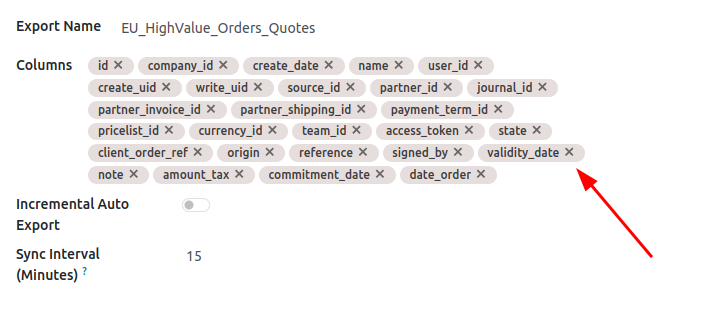 Export Name EU_HighValue_Orders_Quotes
Columns id ✕ company_id ✕ create_date ✕ name ✕ user_id ✕
create_uid ✕ write_uid ✕ source_id ✕ partner_id ✕ journal_id ✕
partner_invoice_id ✕ partner_shipping_id ✕ payment_term_id ✕
pricelist_id ✕ currency_id ✕ team_id ✕ access_token ✕ state ✕
client_order_ref ✕ origin ✕ reference ✕ signed_by ✕ validity_date ✕
note ✕ amount_tax ✕ commitment_date ✕ date_order ✕
Incremental Auto
Export
Sync Interval 15
(Minutes) ?